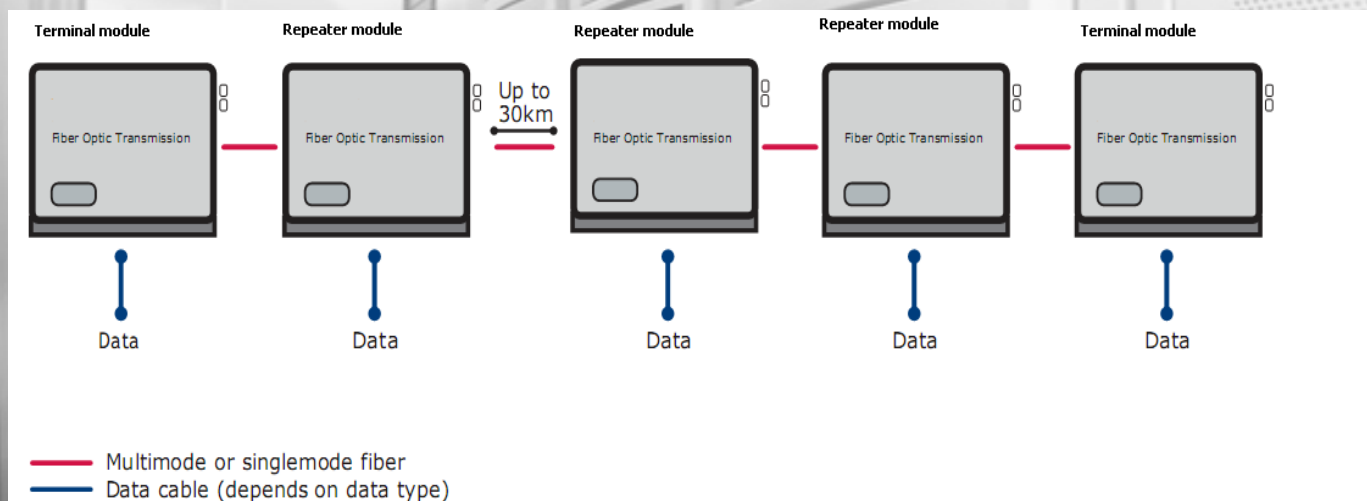 Terminal module
Repeater module
Repeater module
Repeater module
Terminal module
Up to
30km
Fiber Optic Transmission
Fiber Optic Transmission
Fiber Optic Transmission
Fiber Optic Transmission
Fiber Optic Transmission
Data
Data
Data
Data
Data
Multimode or singlemode fiber
Data cable (depends on data type)